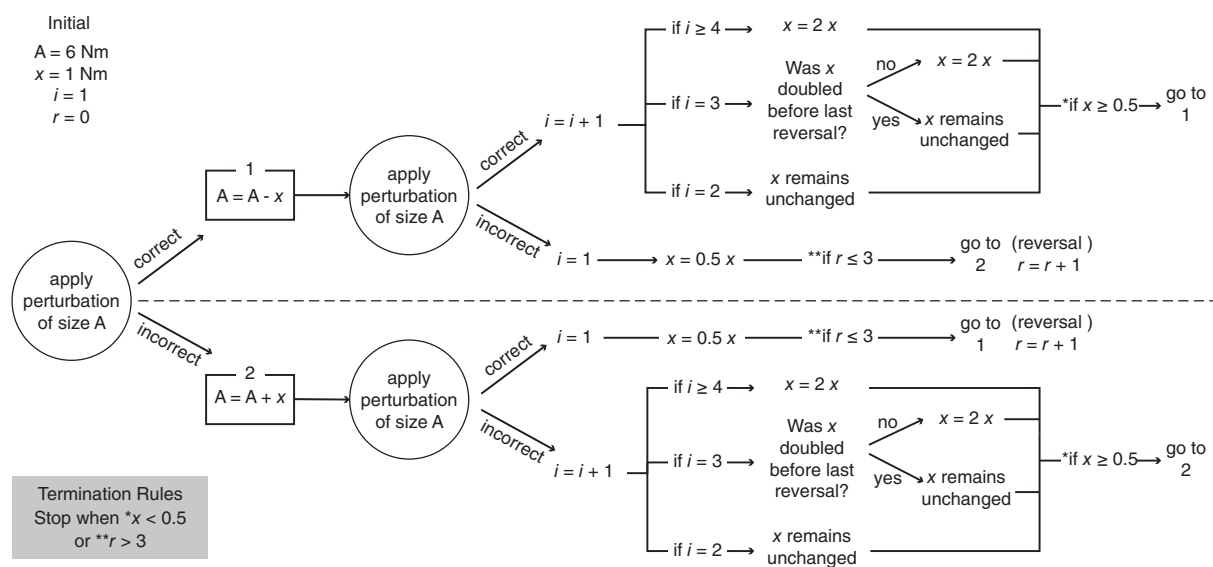 Initial
A = 6 Nm
x = 1 Nm
i = 1
r = 0
apply
perturbation
of size A
correct
incorrect
1
A = A - x
apply
perturbation
of size A
correct
incorrect
i = i + 1
if i ≥ 4
x = 2 x
if i = 3
Was x
doubled
before last
reversal?
no
x = 2 x
yes
x remains
unchanged
if i = 2
x remains
unchanged
*if x ≥ 0.5
go to
1
i = 1
x = 0.5 x
**if r ≤ 3
go to
2
(reversal )
r = r + 1
2
A = A + x
apply
perturbation
of size A
correct
incorrect
i = 1
x = 0.5 x
**if r ≤ 3
go to
1
(reversal )
r = r + 1
i = i + 1
if i ≥ 4
x = 2 x
if i = 3
Was x
doubled
before last
reversal?
no
x = 2 x
yes
x remains
unchanged
if i = 2
x remains
unchanged
*if x ≥ 0.5
go to
2
Termination Rules
Stop when *x < 0.5
or **r > 3